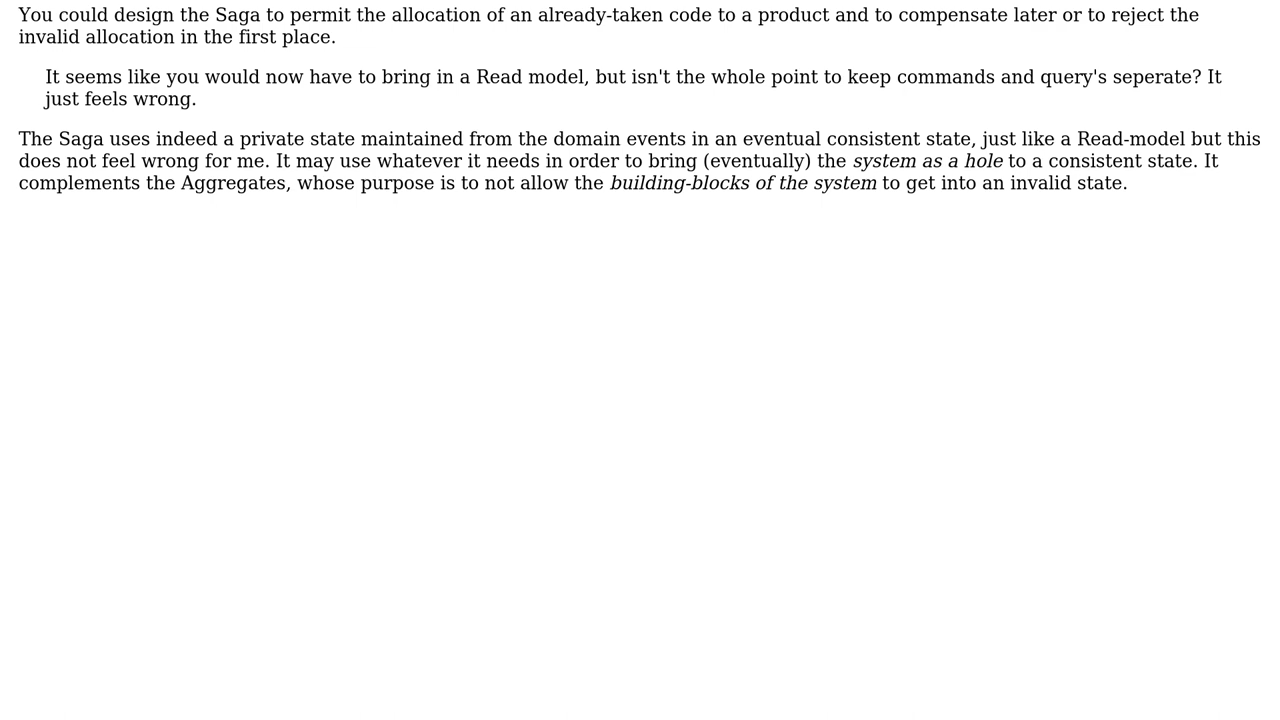 You could design the Saga to permit the allocation of an already-taken code to a product and to compensate later or to reject the
invalid allocation in the first place.
It seems like you would now have to bring in a Read model, but isn't the whole point to keep commands and query's seperate? It
just feels wrong.
The Saga uses indeed a private state maintained from the domain events in an eventual consistent state, just like a Read-model but this
does not feel wrong for me. It may use whatever it needs in order to bring (eventually) the system as a hole to a consistent state. It
complements the Aggregates, whose purpose is to not allow the building-blocks of the system to get into an invalid state.